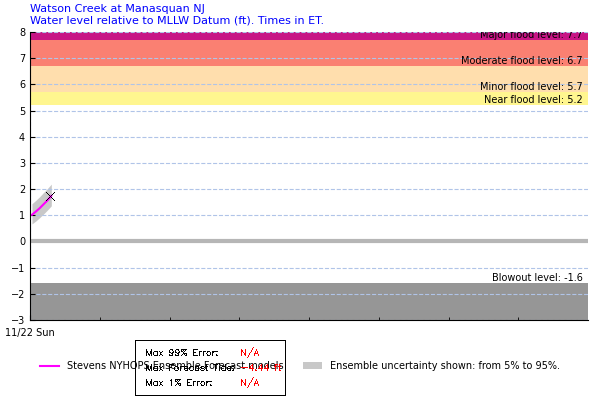 Watson Creek at Manasquan NJ
Water level relative to MLLW Datum (ft). Times in ET.
8
Major flood level: 7.7
7
Moderate flood level: 6.7
6
Minor flood level: 5.7
Near flood level: 5.2
5
4
3
2
1
0
−1
Blowout level: -1.6
−2
−3
11/22 Sun
Max 99% Error: N/A
Stevens NYHOPS Ensemble Forecast models
Max Forecast Tide:
Ensemble uncertainty shown: from 5% to 95%.
Max 1% Error: N/A